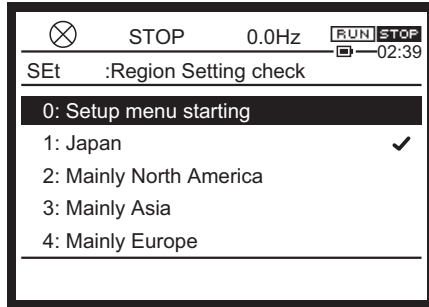 STOP 0.0Hz RUN STOP
02:39
SEt :Region Setting check
0: Setup menu starting
1: Japan
2: Mainly North America
3: Mainly Asia
4: Mainly Europe